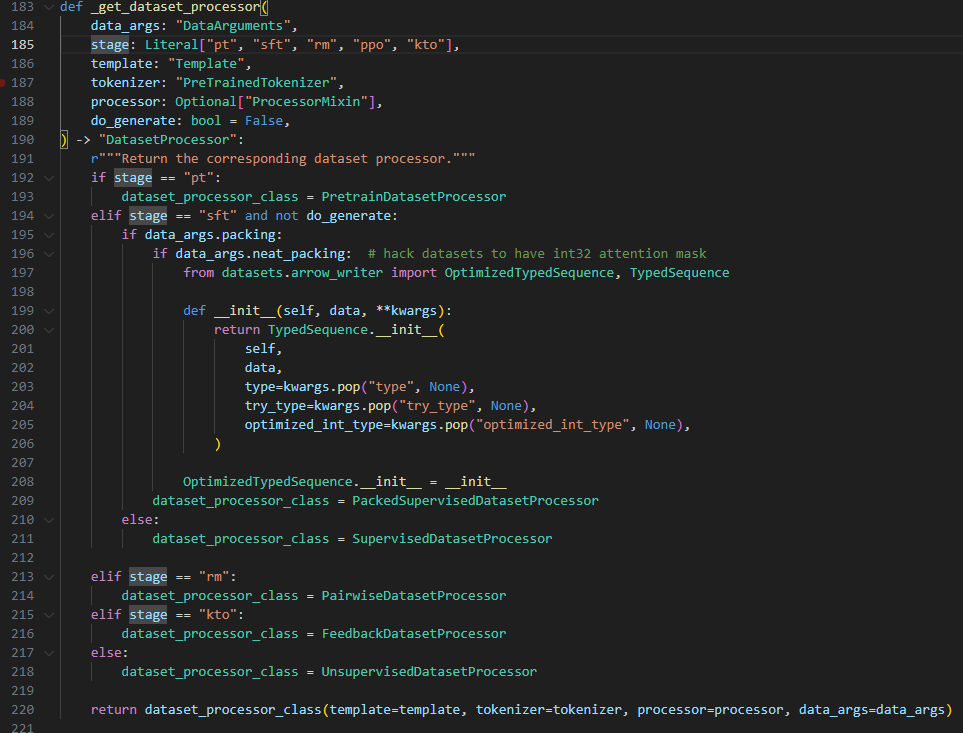 183 def _get_dataset_processor(
184     data_args: "DataArguments",
185     stage: Literal["pt", "sft", "rm", "ppo", "kto"],
186     template: "Template",
187     tokenizer: "PreTrainedTokenizer",
188     processor: Optional["ProcessorMixin"],
189     do_generate: bool = False,
190 ) -> "DatasetProcessor":
191     r"""Return the corresponding dataset processor."""
192     if stage == "pt":
193         dataset_processor_class = PretrainDatasetProcessor
194     elif stage == "sft" and not do_generate:
195         if data_args.packing:
196             if data_args.neat_packing:  # hack datasets to have int32 attention mask
197                 from datasets.arrow_writer import OptimizedTypedSequence, TypedSequence
198
199                 def __init__(self, data, **kwargs):
200                     return TypedSequence.__init__(
201                         self,
202                         data,
203                         type=kwargs.pop("type", None),
204                         try_type=kwargs.pop("try_type", None),
205                         optimized_int_type=kwargs.pop("optimized_int_type", None),
206                     )
207
208                 OptimizedTypedSequence.__init__ = __init__
209             dataset_processor_class = PackedSupervisedDatasetProcessor
210         else:
211             dataset_processor_class = SupervisedDatasetProcessor
212
213     elif stage == "rm":
214         dataset_processor_class = PairwiseDatasetProcessor
215     elif stage == "kto":
216         dataset_processor_class = FeedbackDatasetProcessor
217     else:
218         dataset_processor_class = UnsupervisedDatasetProcessor
219
220     return dataset_processor_class(template=template, tokenizer=tokenizer, processor=processor, data_args=data_args)
221